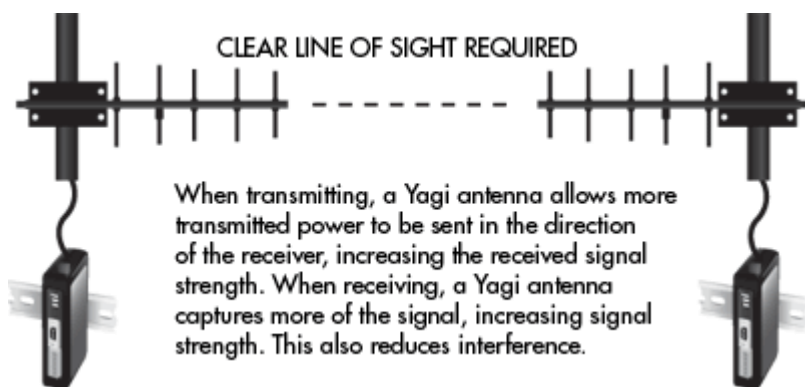 CLEAR LINE OF SIGHT REQUIRED
When transmitting, a Yagi antenna allows more
transmitted power to be sent in the direction
of the receiver, increasing the received signal
strength. When receiving, a Yagi antenna
captures more of the signal, increasing signal
strength. This also reduces interference.